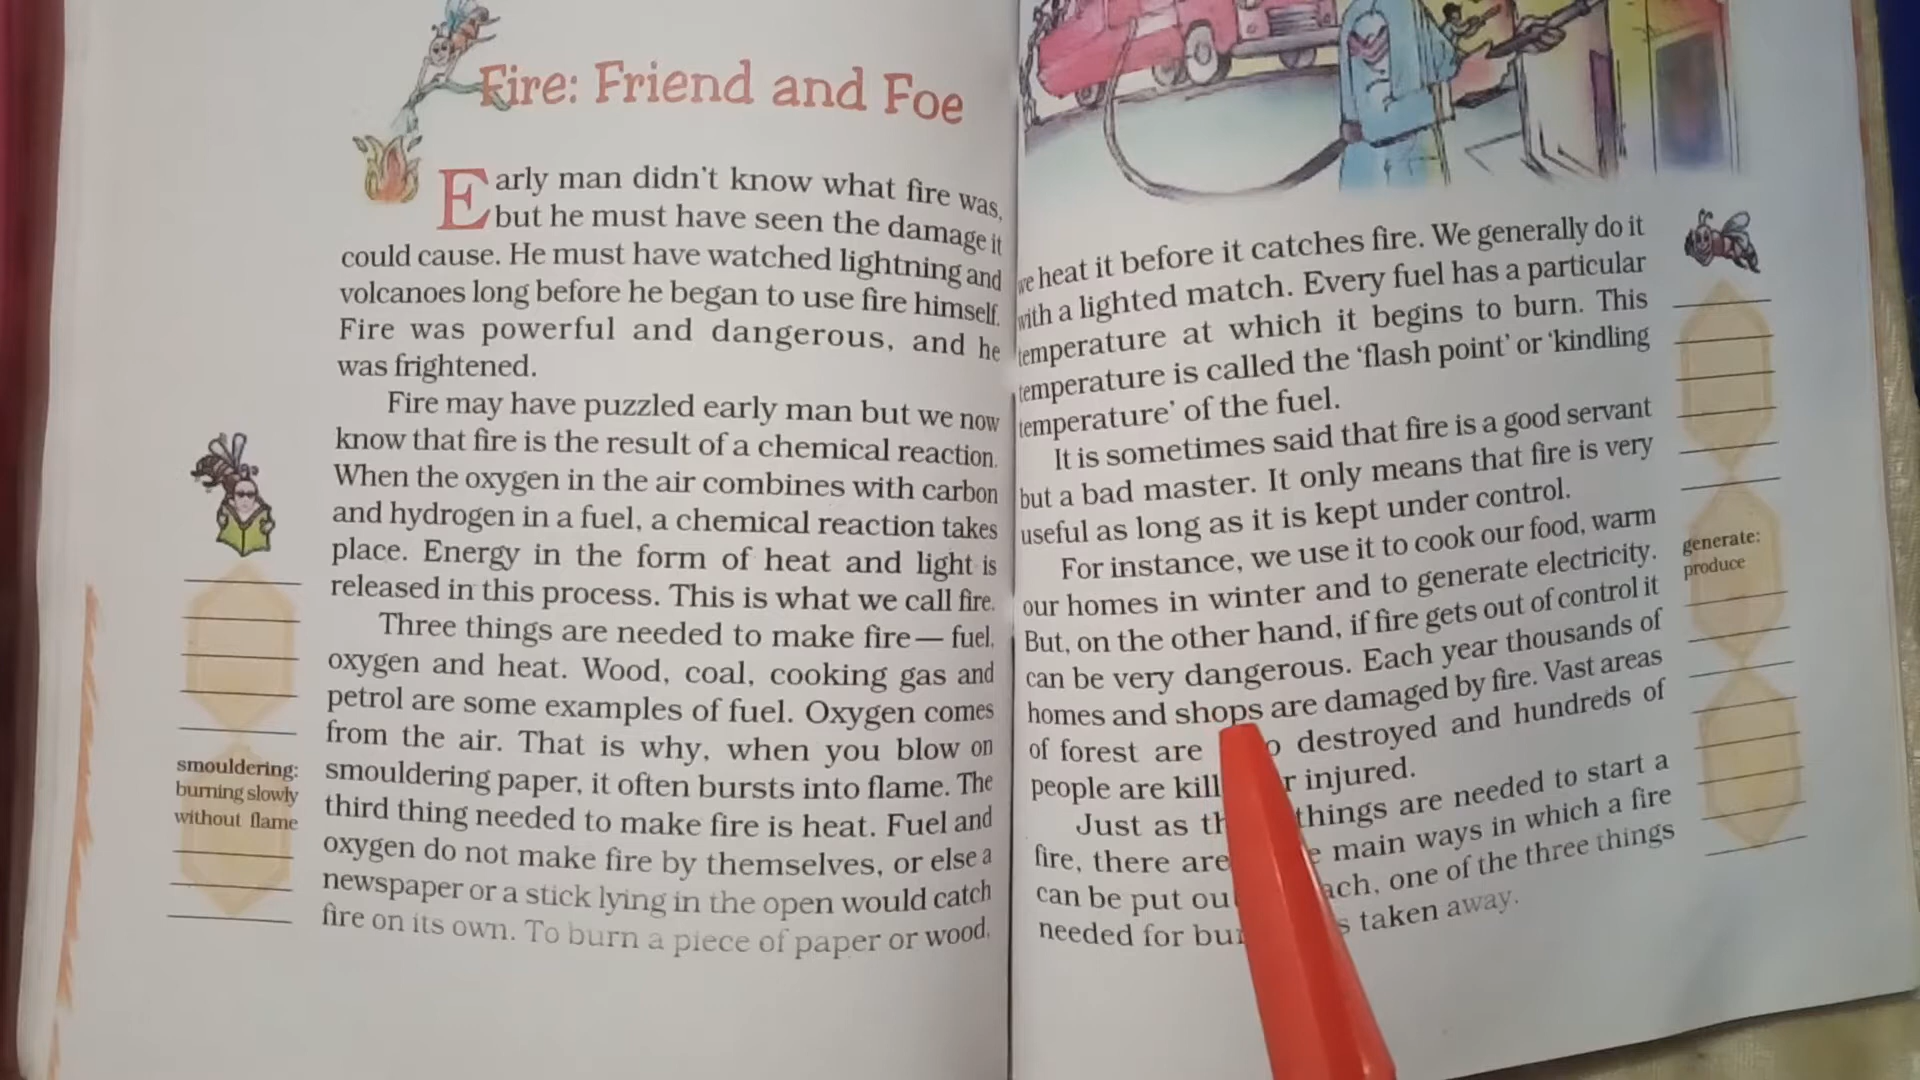 Fire: Friend and Foe
Early man didn't know what fire was,
but he must have seen the damage it
could cause. He must have watched lightning and
volcanoes long before he began to use fire himself.
Fire was powerful and dangerous, and he
was frightened.
Fire may have puzzled early man but we now
know that fire is the result of a chemical reaction.
When the oxygen in the air combines with carbon
and hydrogen in a fuel, a chemical reaction takes
place. Energy in the form of heat and light is
released in this process. This is what we call fire.
Three things are needed to make fire— fuel,
oxygen and heat. Wood, coal, cooking gas and
petrol are some examples of fuel. Oxygen comes
from the air. That is why, when you blow on
smouldering paper, it often bursts into flame. The
third thing needed to make fire is heat. Fuel and
oxygen do not make fire by themselves, or else a
newspaper or a stick lying in the open would catch
fire on its own. To burn a piece of paper or wood,
smouldering:
burning slowly
without flame
we heat it before it catches fire. We generally do it
with a lighted match. Every fuel has a particular
temperature at which it begins to burn. This
temperature is called the 'flash point' or 'kindling
temperature' of the fuel.
It is sometimes said that fire is a good servant
but a bad master. It only means that fire is very
useful as long as it is kept under control.
For instance, we use it to cook our food, warm
our homes in winter and to generate electricity.
But, on the other hand, if fire gets out of control it
can be very dangerous. Each year thousands of
homes and shops are damaged by fire. Vast areas
of forest are destroyed and hundreds of
people are injured.
Just as things are needed to start a
fire, there are main ways in which a fire
can be put one of the three things
needed for taken away.
generate:
produce